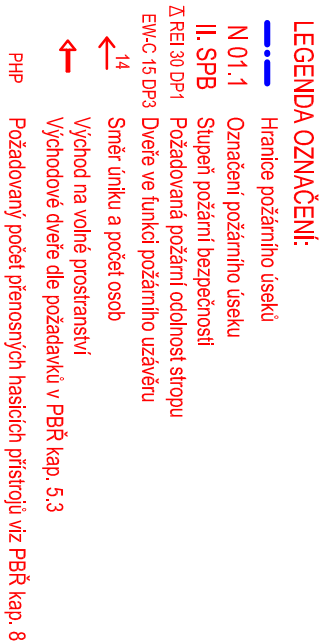 LEGENDA OZNAČENÍ:
Hranice požárního úseků
N 01.1 Označení požárního úseku
II. SPB Stupeň požární bezpečnosti
REI 30 DP1 Požadovaná požární odolnost stropu
EW-C 15 DP3 Dveře ve funkci požárního uzávěru
14 Směr úniku a počet osob
Východ na volné prostranství
Východové dveře dle požadavků v PBŘ kap. 5.3
PHP Požadovaný počet přenosných hasicích přístrojů viz PBŘ kap. 8